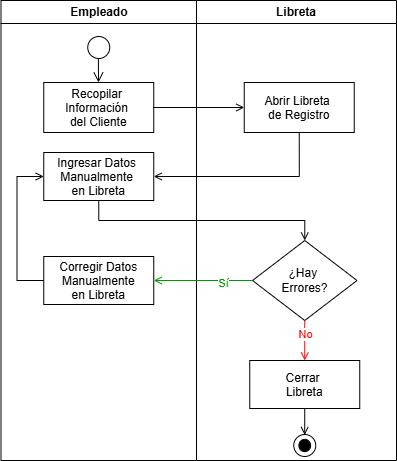 Empleado
Libreta
Recopilar
Información
del Cliente
Abrir Libreta
de Registro
Ingresar Datos
Manualmente
en Libreta
Corregir Datos
Manualmente
en Libreta
Sí
¿Hay
Errores?
No
Cerrar
Libreta